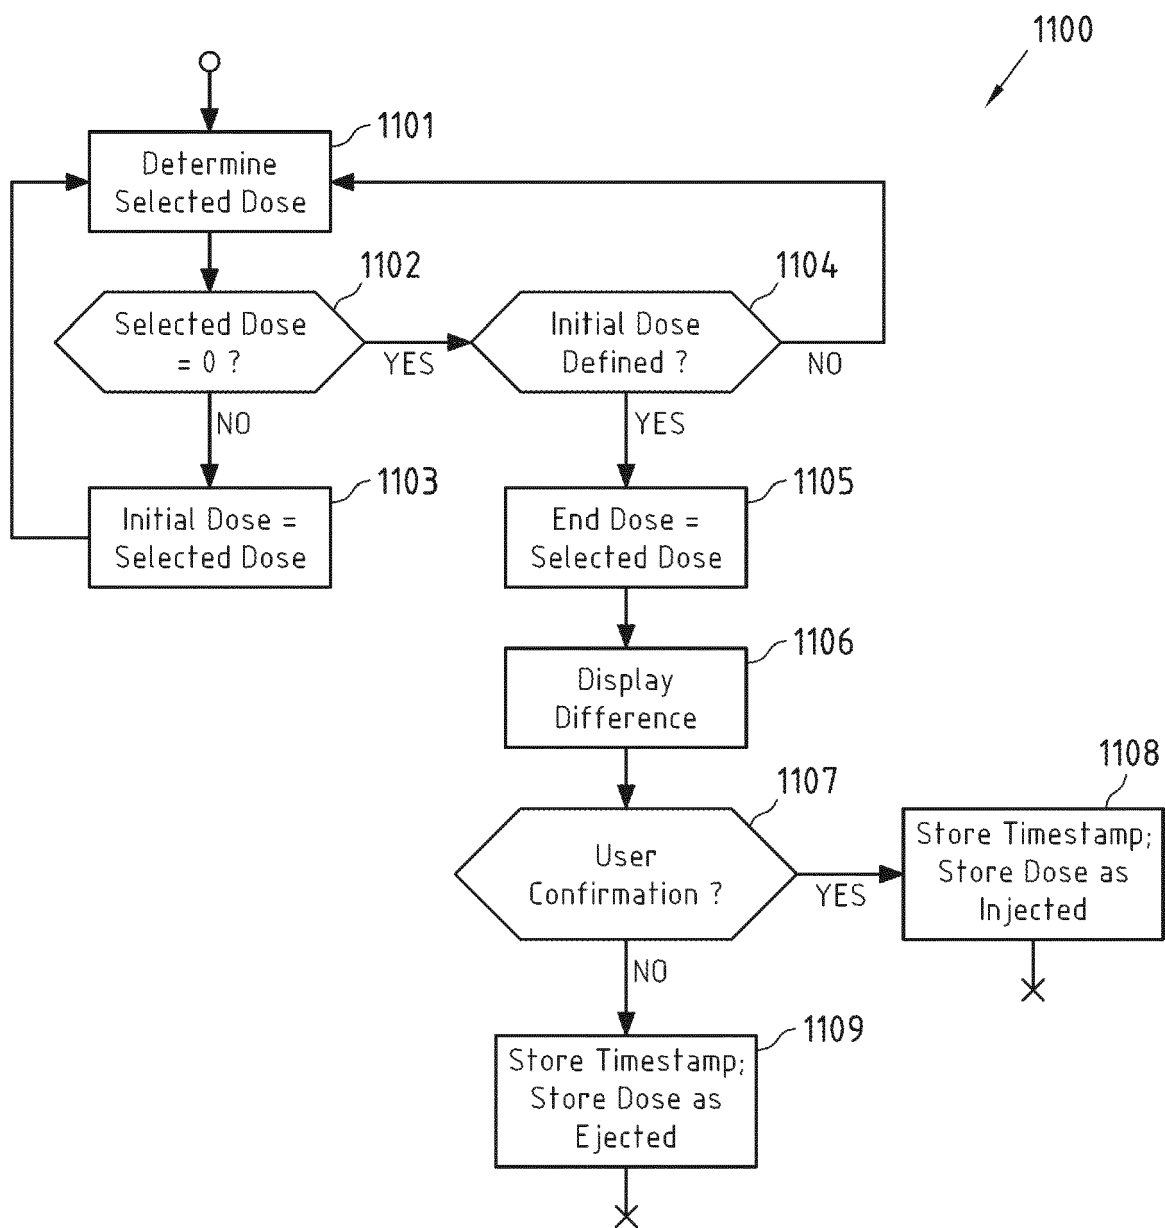 1100
1101
Determine
Selected Dose
1102
Selected Dose
= 0 ?
YES
NO
1104
Initial Dose
Defined ?
NO
YES
1103
Initial Dose =
Selected Dose
1105
End Dose =
Selected Dose
1106
Display
Difference
1107
User
Confirmation ?
YES
NO
1108
Store Timestamp;
Store Dose as
Injected
1109
Store Timestamp;
Store Dose as
Ejected